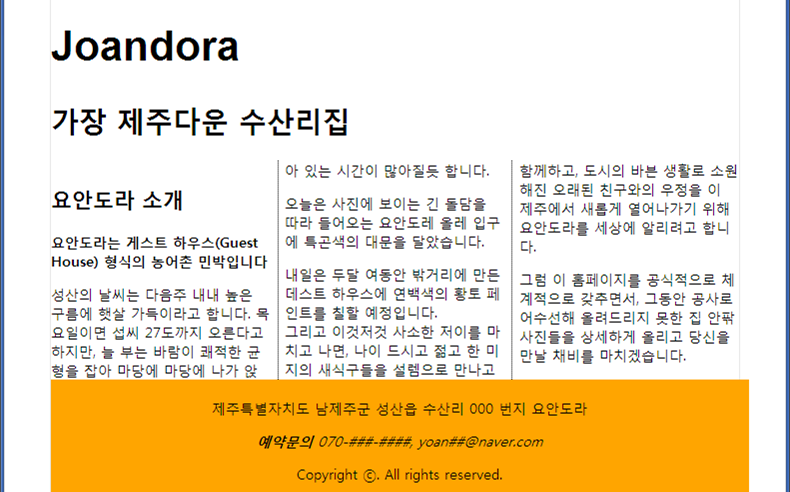 Joandora
가장 제주다운 수산리집
요안도라 소개
요안도라는 게스트 하우스(Guest
House) 형식의 농어촌 민박입니다
성산의 날씨는 다음주 내내 높은
구름에 햇살 가득이라고 합니다. 목
요일이면 섭씨 27도까지 오른다고
하지만, 늘 부는 바람이 쾌적한 균
형을 잡아 마당에 마당에 나가 앉
아 있는 시간이 많아질듯 합니다.
오늘은 사진에 보이는 긴 돌담을
따라 들어오는 요안도레 올레 입구
에 특곤색의 대문을 달았습니다.
내일은 두달 여동안 밖거리에 만든
데스트 하우스에 연백색의 황토 페
인트를 칠할 예정입니다.
그리고 이것저것 사소한 저이를 마
치고 나면, 나이 드시고 젊고 한 미
지의 새식구들을 설렘으로 만나고
함께하고, 도시의 바쁜 생활로 소원
해진 오래된 친구와의 우정을 이
제주에서 새롭게 열어나가기 위해
요안도라를 세상에 알리려고 합니
다.
그럼 이 홈페이지를 공식적으로 체
계적으로 갖추면서, 그동안 공사로
어수선해 올려드리지 못한 집 안팎
사진들을 상세하게 올리고 당신을
만날 채비를 마치겠습니다.
제주특별자치도 남제주군 성산읍 수산리 000 번지 요안도라
예약문의 070-###-####, yoan##@naver.com
Copyright ⓒ. All rights reserved.